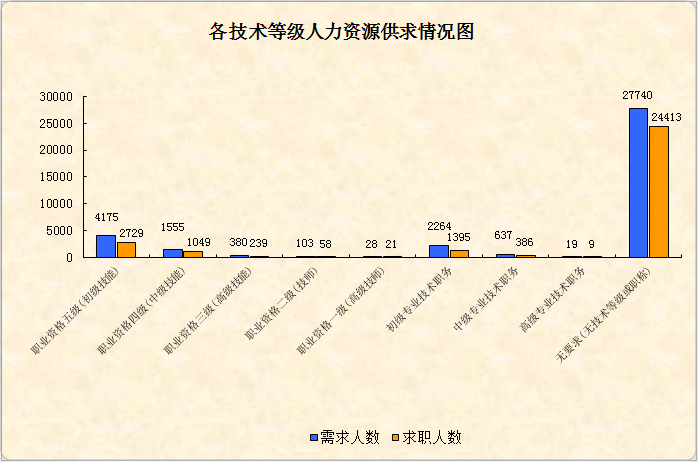 各技术等级人力资源供求情况图
30000
25000
20000
15000
10000
5000
0
4175
2729
1555
1049
380
239
103
58
28
21
2264
1395
637
386
19
9
27740
24413
职业资格五级(初级技能)
职业资格四级(中级技能)
职业资格三级(高级技能)
职业资格二级(技师)
职业资格一级(高级技师)
初级专业技术职务
中级专业技术职务
高级专业技术职务
无要求(无技术等级或职称)
需求人数
求职人数